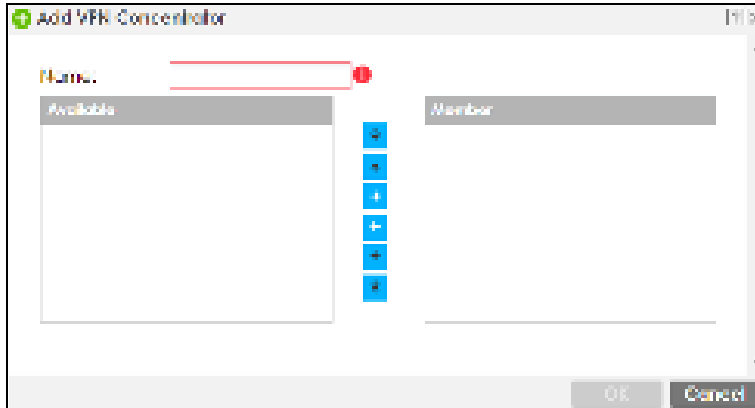 Add VPN Concentrator
Name:
Available
Member
OK
Cancel